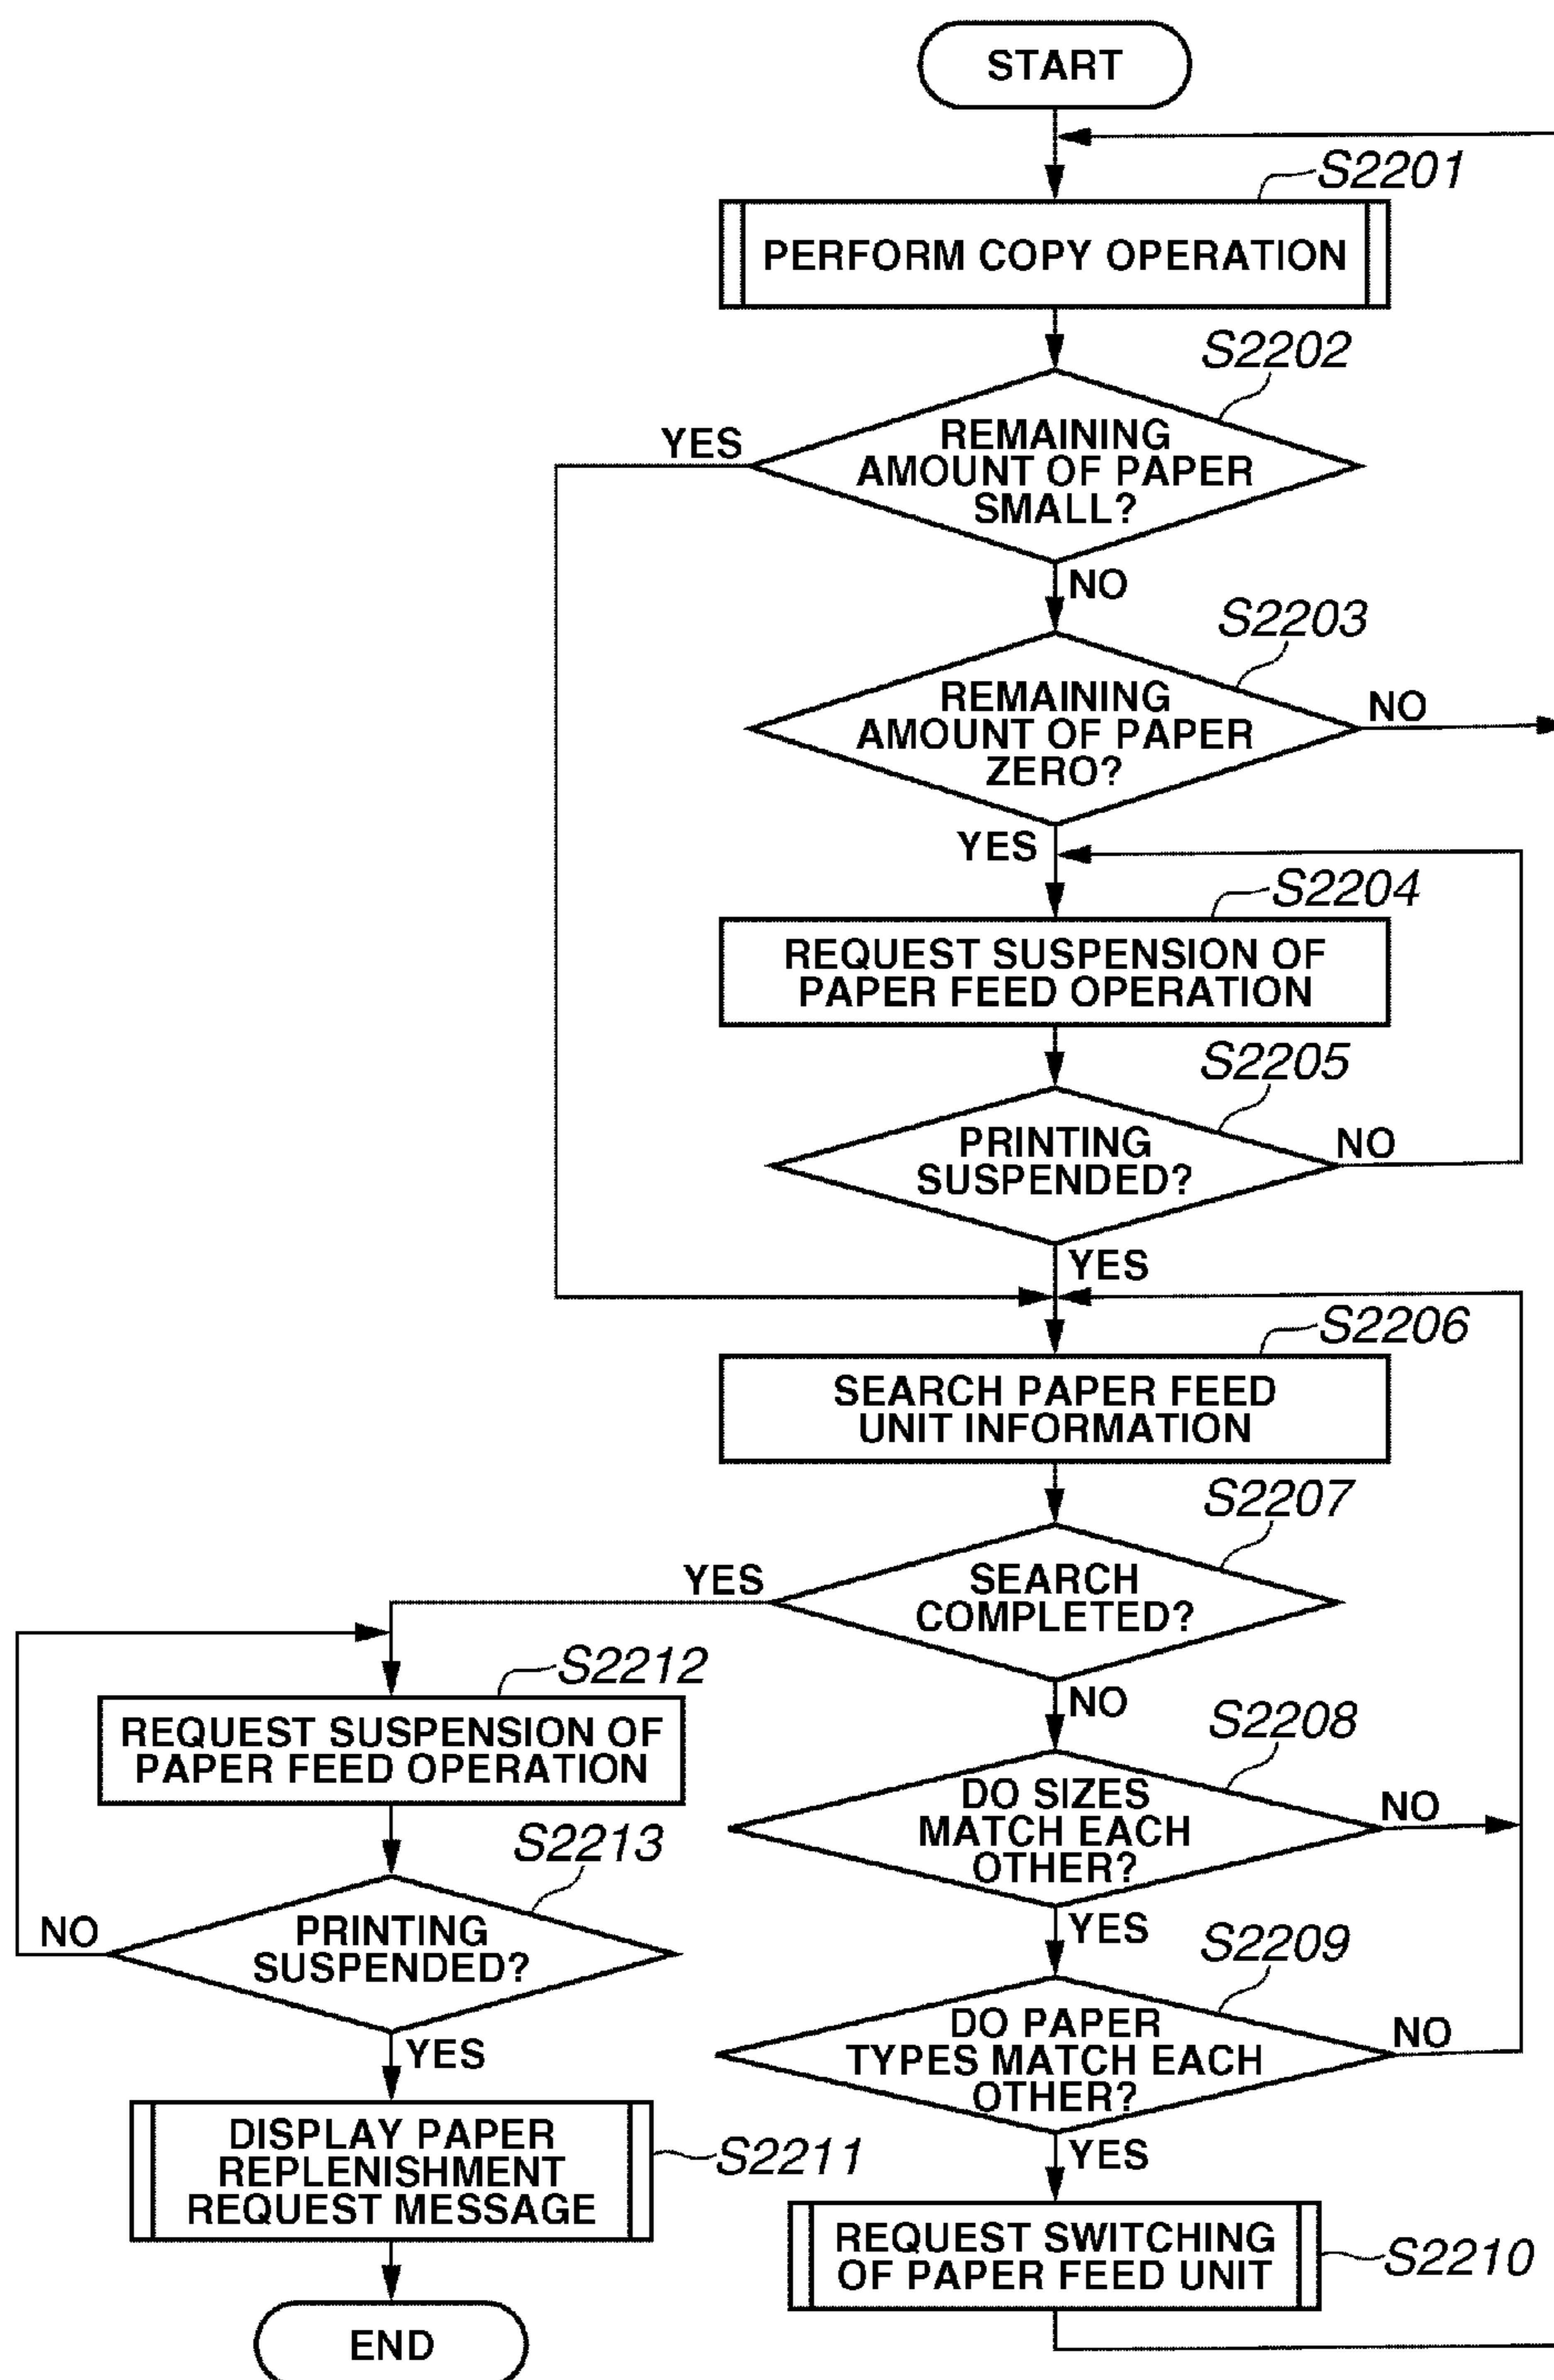 START
S2201
PERFORM COPY OPERATION
S2202
YES
REMAINING
AMOUNT OF PAPER
SMALL?
NO
S2203
REMAINING
AMOUNT OF PAPER
ZERO?
NO
YES
S2204
REQUEST SUSPENSION OF
PAPER FEED OPERATION
S2205
PRINTING
SUSPENDED?
NO
YES
S2206
SEARCH PAPER FEED
UNIT INFORMATION
S2207
YES
SEARCH
COMPLETED?
NO
S2212
REQUEST SUSPENSION OF
PAPER FEED OPERATION
S2208
DO SIZES
MATCH EACH
OTHER?
NO
YES
S2213
PRINTING
SUSPENDED?
NO
YES
S2209
DO PAPER
TYPES MATCH EACH
OTHER?
NO
YES
DISPLAY PAPER
REPLENISHMENT
REQUEST MESSAGE
S2211
REQUEST SWITCHING
OF PAPER FEED UNIT
S2210
END